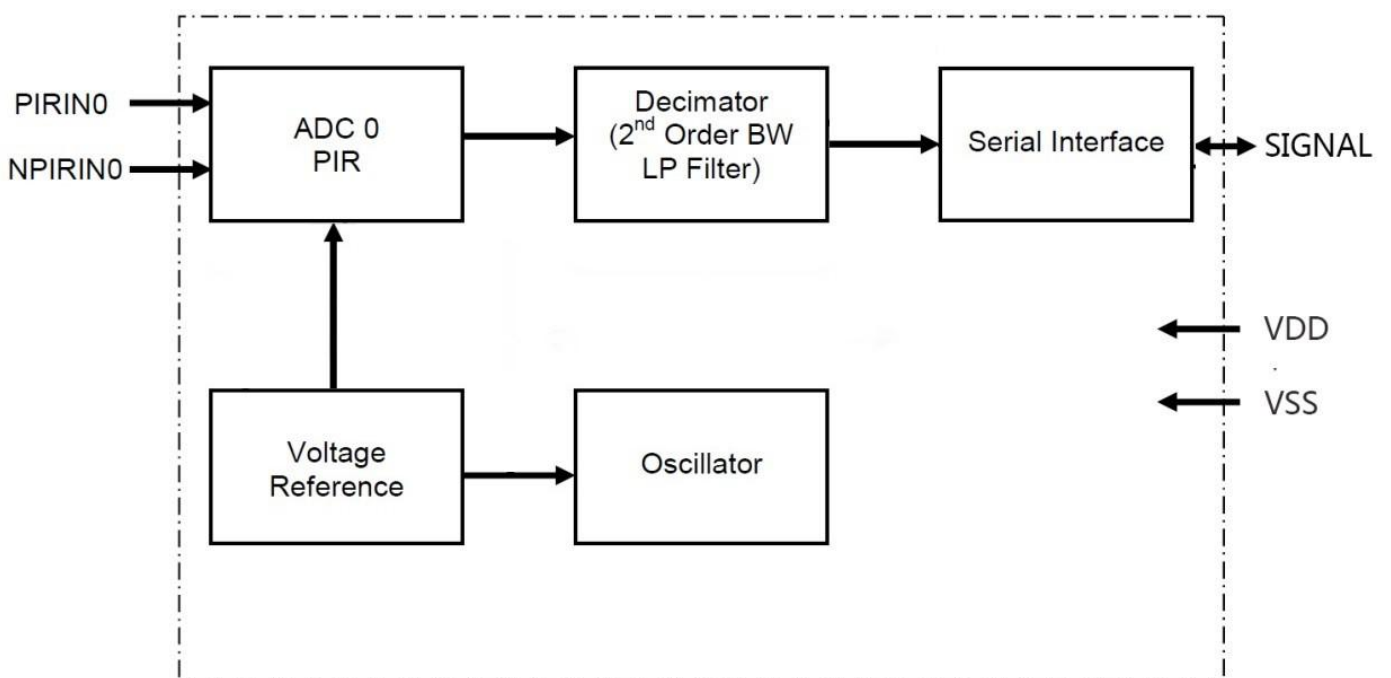 PIRIN0
NPIRIN0
ADC 0
PIR
Decimator
(2nd Order BW
LP Filter)
Serial Interface
SIGNAL
VDD
VSS
Voltage
Reference
Oscillator